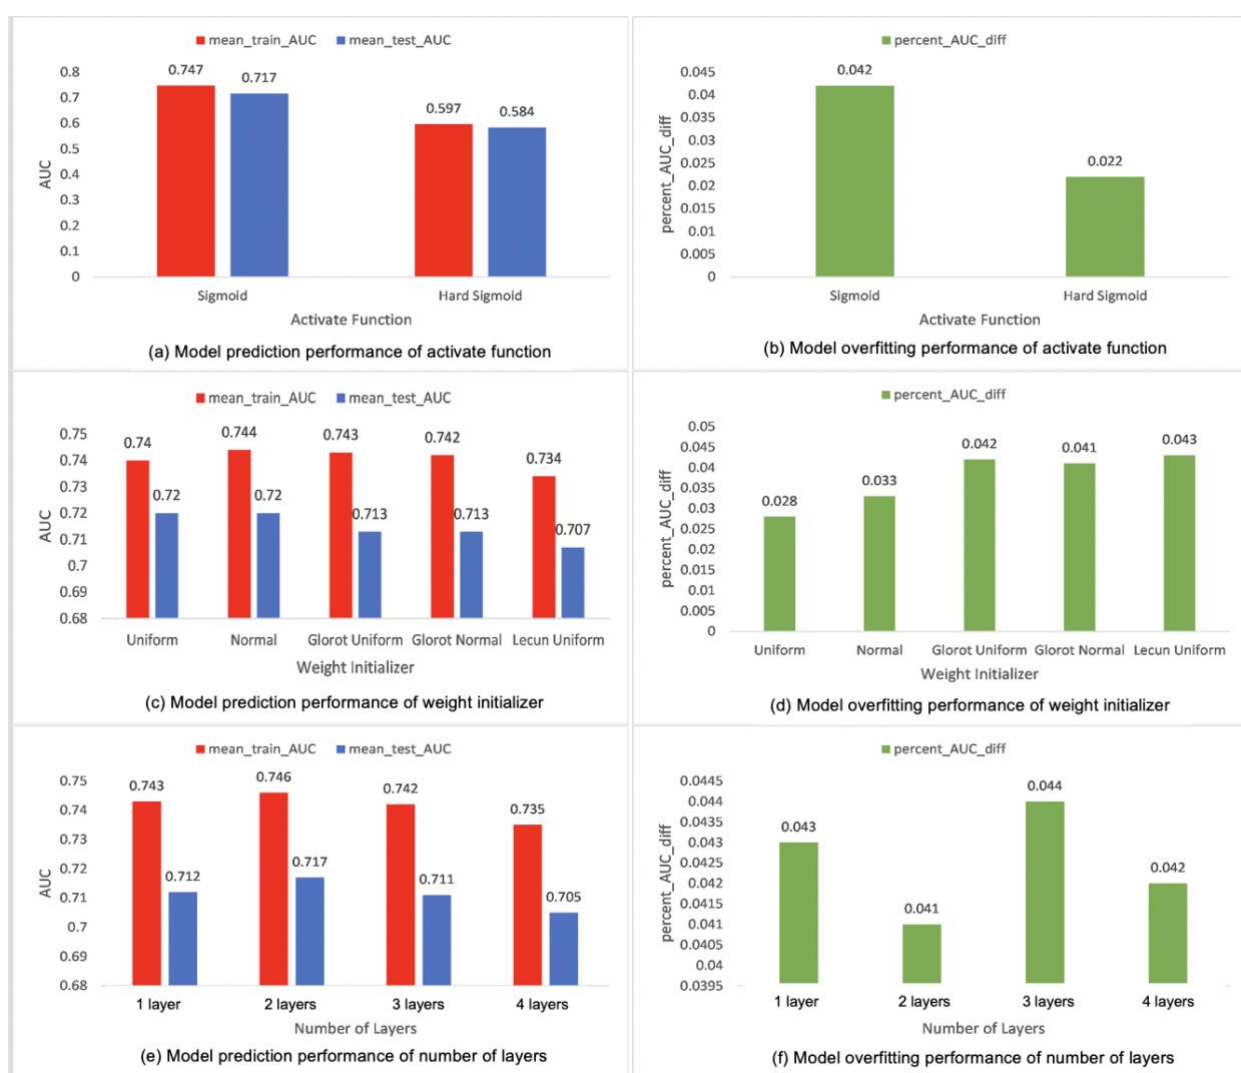 mean_train_AUC mean_test_AUC
0.747 0.717 0.597 0.584
0.8
0.7
0.6
0.5
0.4
0.3
0.2
0.1
0
AUC
Sigmoid Hard Sigmoid
Activate Function
(a) Model prediction performance of activate function
percent_AUC_diff
0.042 0.022
0.045
0.04
0.035
0.03
0.025
0.02
0.015
0.01
0.005
0
percent_AUC_diff
Sigmoid Hard Sigmoid
Activate Function
(b) Model overfitting performance of activate function
mean_train_AUC mean_test_AUC
0.74 0.72 0.744 0.72 0.743 0.713 0.742 0.713 0.734 0.707
0.75
0.74
0.73
0.72
0.71
0.7
0.69
0.68
AUC
Uniform Normal Glorot Uniform Glorot Normal Lecun Uniform
Weight Initializer
(c) Model prediction performance of weight initializer
percent_AUC_diff
0.028 0.033 0.042 0.041 0.043
0.05
0.045
0.04
0.035
0.03
0.025
0.02
0.015
0.01
0.005
0
percent_AUC_diff
Uniform Normal Glorot Uniform Glorot Normal Lecun Uniform
Weight Initializer
(d) Model overfitting performance of weight initializer
mean_train_AUC mean_test_AUC
0.743 0.712 0.746 0.717 0.742 0.711 0.735 0.705
0.75
0.74
0.73
0.72
0.71
0.7
0.69
0.68
AUC
1 layer 2 layers 3 layers 4 layers
Number of Layers
(e) Model prediction performance of number of layers
percent_AUC_diff
0.043 0.041 0.044 0.042
0.0445
0.044
0.0435
0.043
0.0425
0.042
0.0415
0.041
0.0405
0.04
0.0395
percent_AUC_diff
1 layer 2 layers 3 layers 4 layers
Number of Layers
(f) Model overfitting performance of number of layers